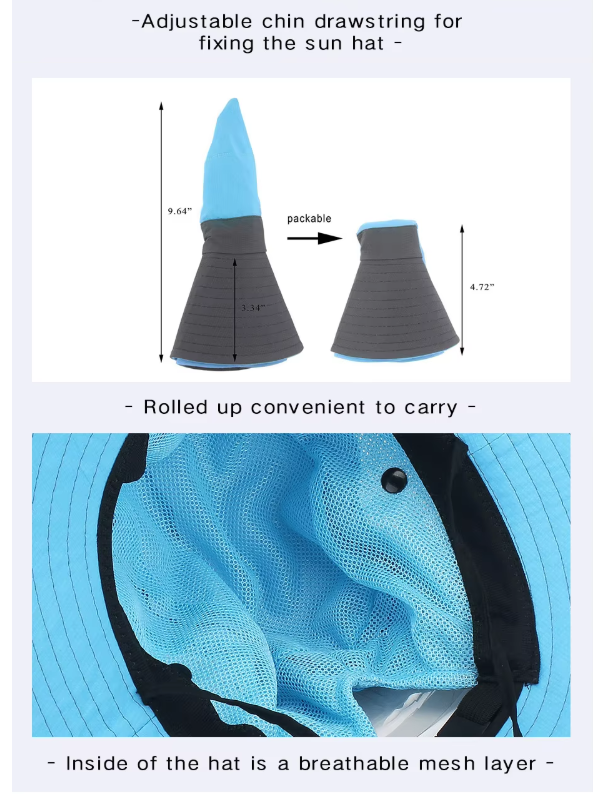 -Adjustable chin drawstring for
fixing the sun hat -
9.64”
packable
3.34”
4.72”
- Rolled up convenient to carry -
- Inside of the hat is a breathable mesh layer -